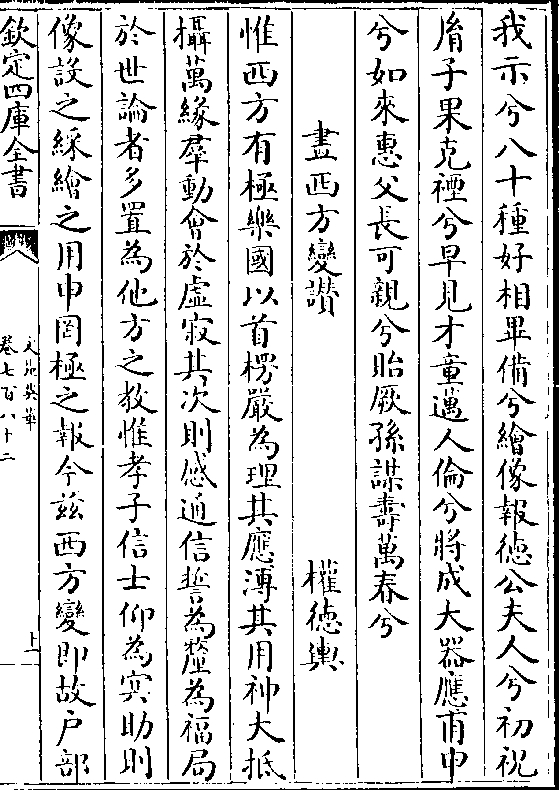 我示兮八十種好相畢備兮繪像報徳公夫人兮初祝
胤子果克禋兮早見才童邁人倫兮將成大器應甫申
兮如來惠父長可親兮貽厥孫謀壽萬春兮
畫西方變讃 權徳輿
惟西方有極樂國以首楞嚴為理其應溥其用神大抵
攝萬緣羣動會於虚寂其次則感通信誓為釐為福局
於世論者多置為他方之教惟孝子信士仰為冥助則
像設之綵繪之用申罔極之報今兹西方變即故户部
欽定四庫全書
文苑英華
卷七百八十二
上